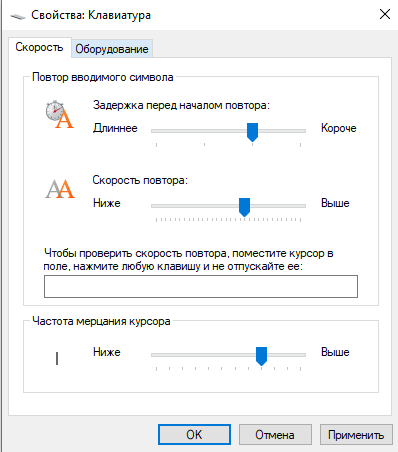 Свойства: Клавиатура
Скорость
Оборудование
Повтор вводимого символа
Задержка перед началом повтора:
Длиннее
Короче
Скорость повтора:
Ниже
Выше
Чтобы проверить скорость повтора, поместите курсор в
поле, нажмите любую клавишу и не отпускайте ее:
Частота мерцания курсора
Ниже
Выше
OK
Отмена
Применить